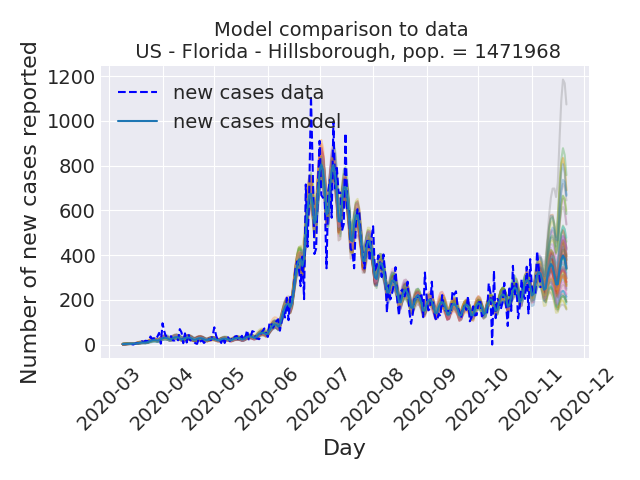 Model comparison to data
US - Florida - Hillsborough, pop. = 1471968
Number of new cases reported
1200
1000
800
600
400
200
0
new cases data
new cases model
2020-03
2020-04
2020-05
2020-06
2020-07
2020-08
2020-09
2020-10
2020-11
2020-12
Day